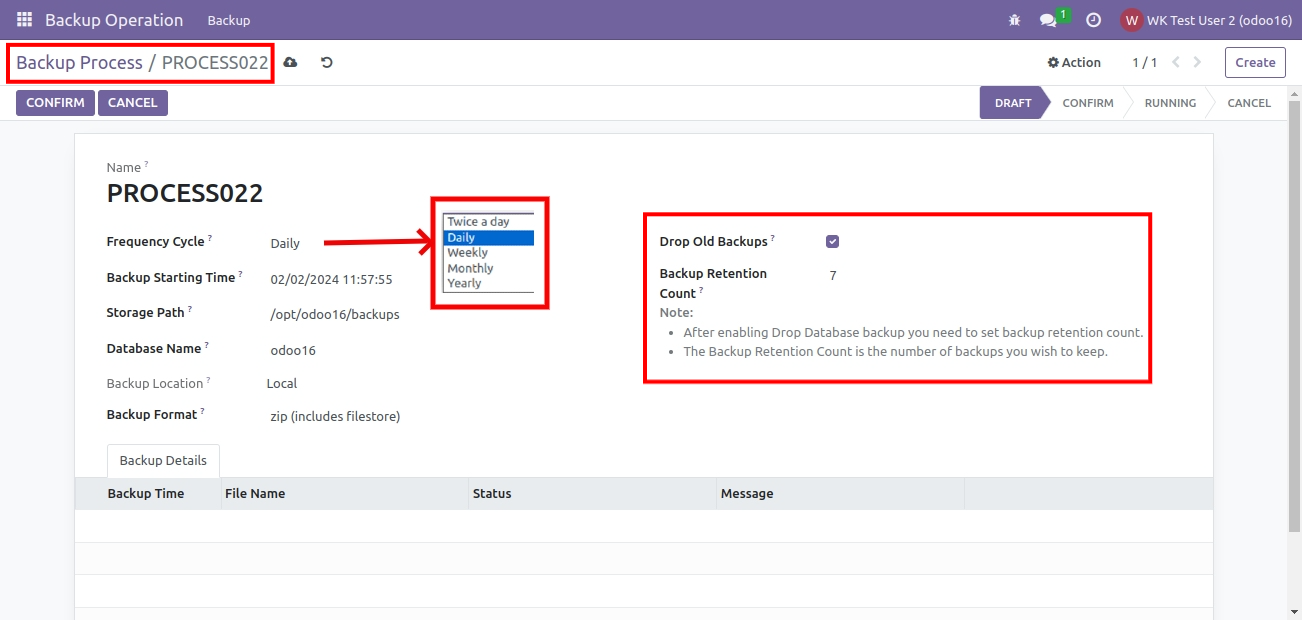 Backup Operation Backup 1 W WK Test User 2 (odoo16)
Backup Process / PROCESS022 Action 1 / 1 Create
CONFIRM CANCEL DRAFT CONFIRM RUNNING CANCEL
Name ?
PROCESS022
Frequency Cycle ? Daily
Twice a day
Daily
Weekly
Monthly
Yearly
Backup Starting Time ? 02/02/2024 11:57:55
Storage Path ? /opt/odoo16/backups
Database Name ? odoo16
Backup Location ? Local
Backup Format ? zip (includes filestore)
Drop Old Backups ?
Backup Retention
Count ? 7
Note:
• After enabling Drop Database backup you need to set backup retention count.
• The Backup Retention Count is the number of backups you wish to keep.
Backup Details
Backup Time File Name Status Message